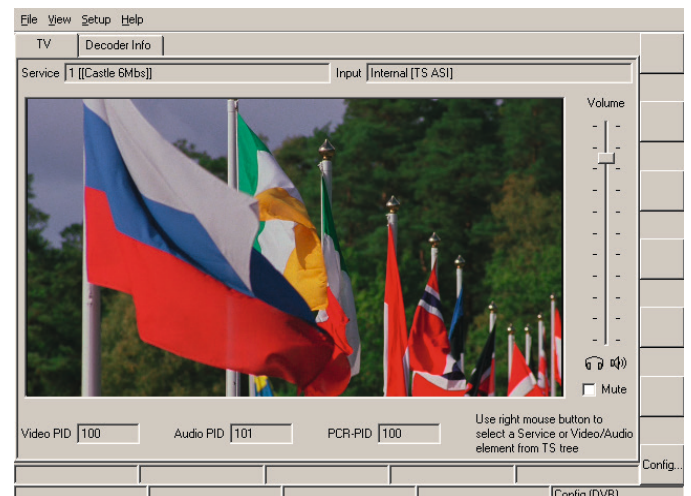 File View Setup Help
TV Decoder Info
Service 1 [[Castle 6Mbs]] Input Internal [TS ASI]
Volume
Mute
Video PID 100 Audio PID 101 PCR-PID 100
Use right mouse button to
select a Service or Video/Audio
element from TS tree
Config...
Config (DVB)